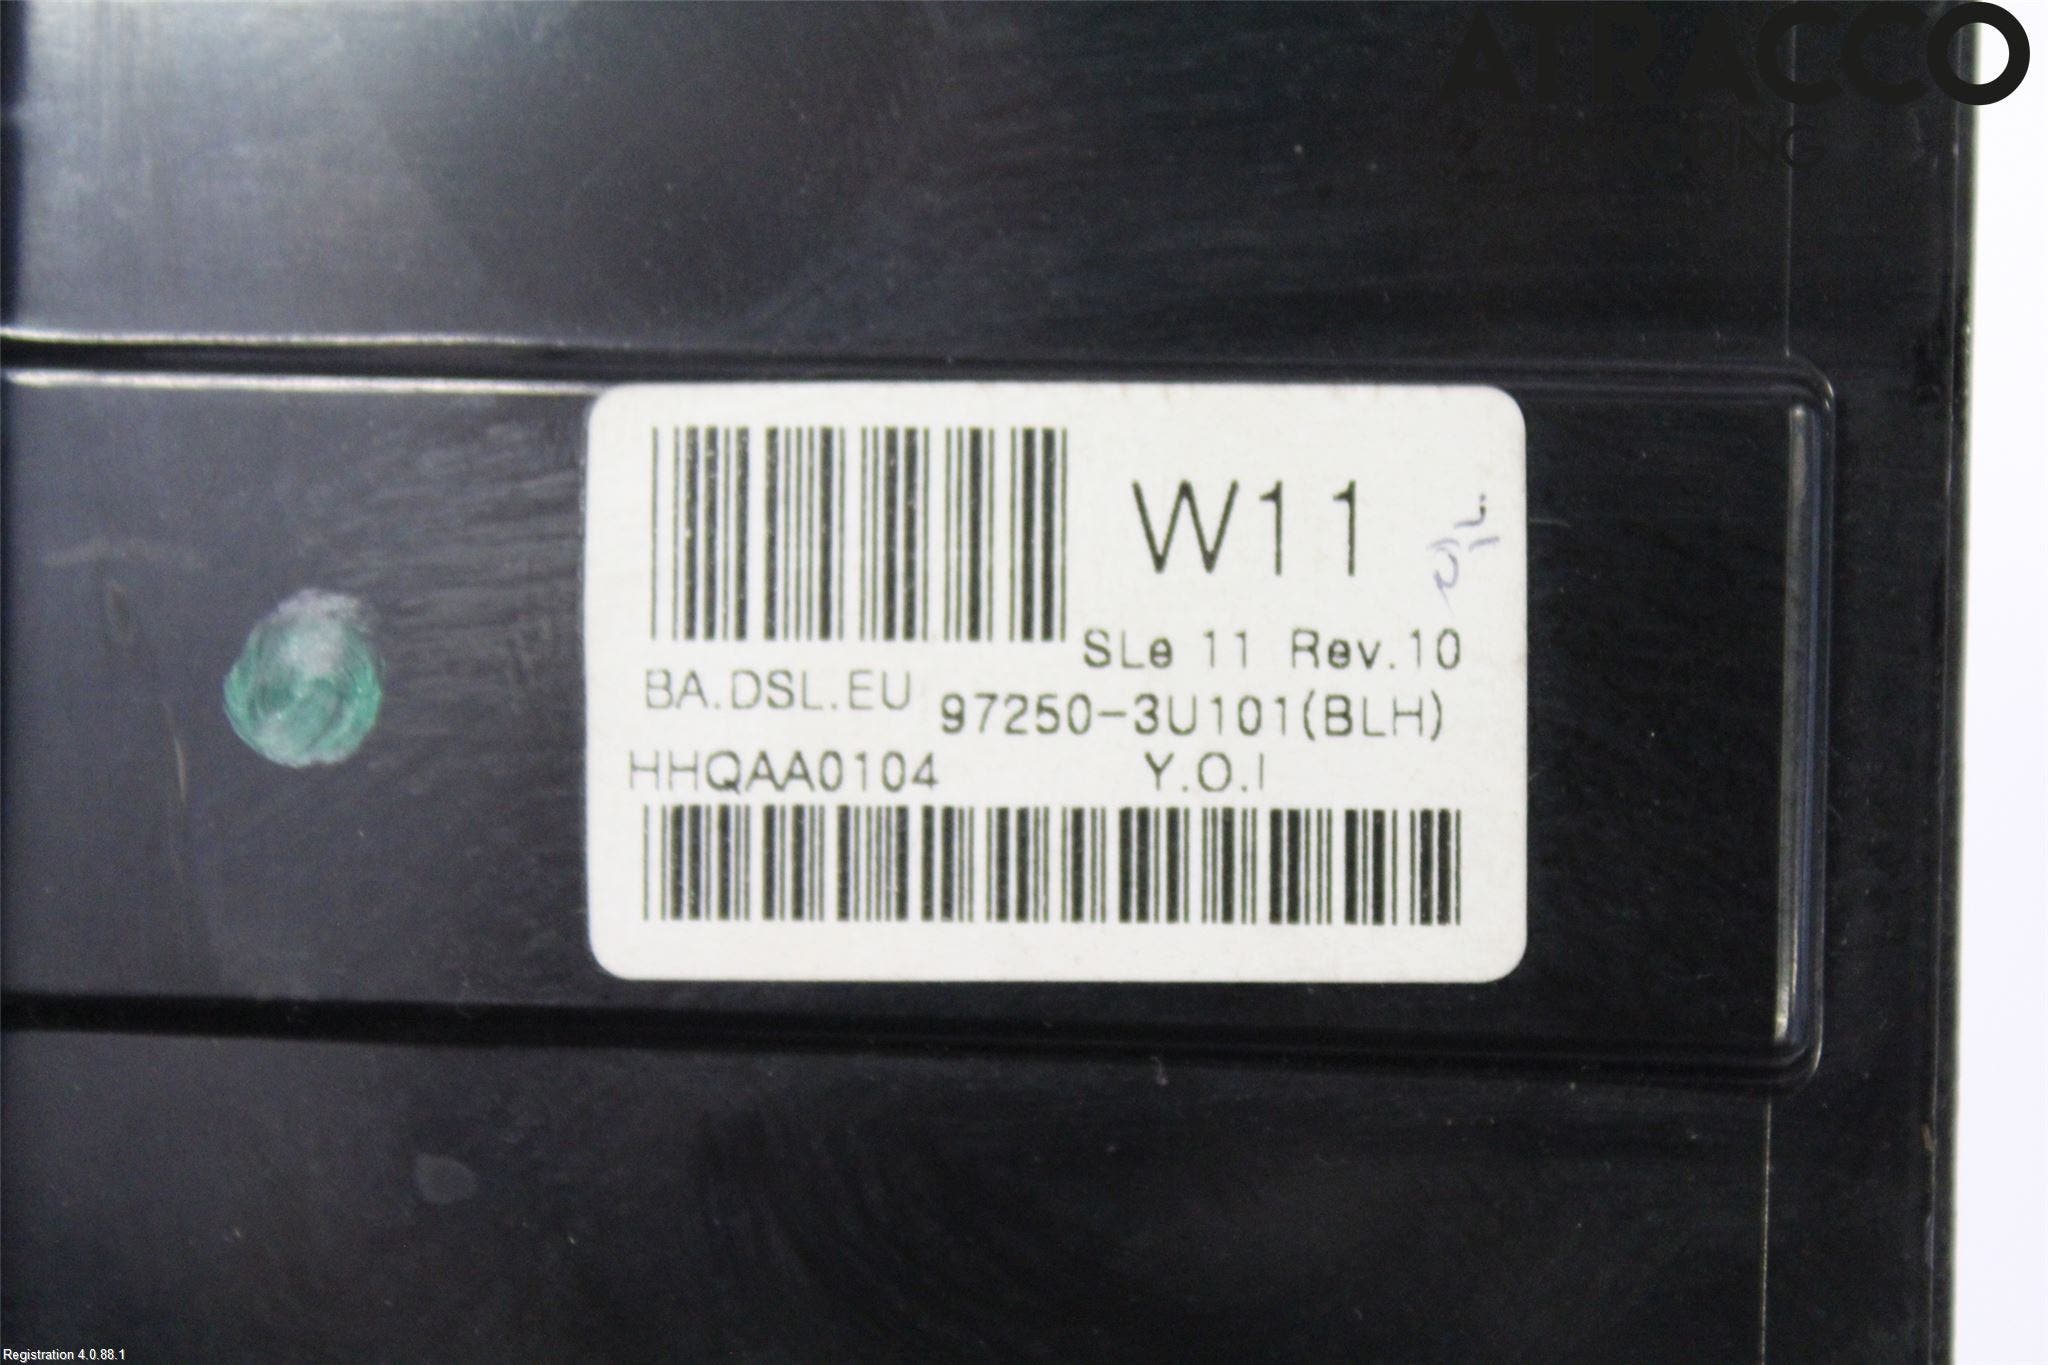 ATRACCO
W11
SLe 11 Rev.10
BA.DSL.EU
97250-3U101(BLH)
HHQAA0104 Y.O.I
Registration 4.0.88.1